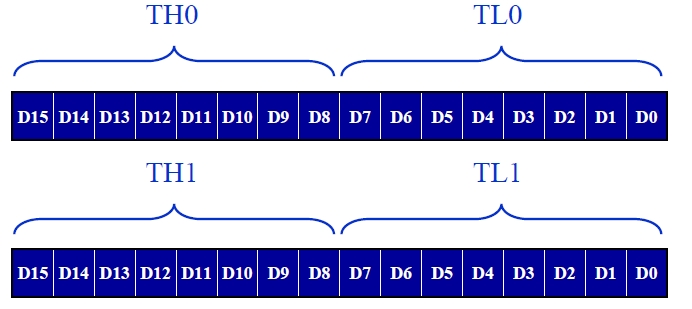 TH0 TL0
D15 D14 D13 D12 D11 D10 D9 D8 D7 D6 D5 D4 D3 D2 D1 D0
TH1 TL1
D15 D14 D13 D12 D11 D10 D9 D8 D7 D6 D5 D4 D3 D2 D1 D0